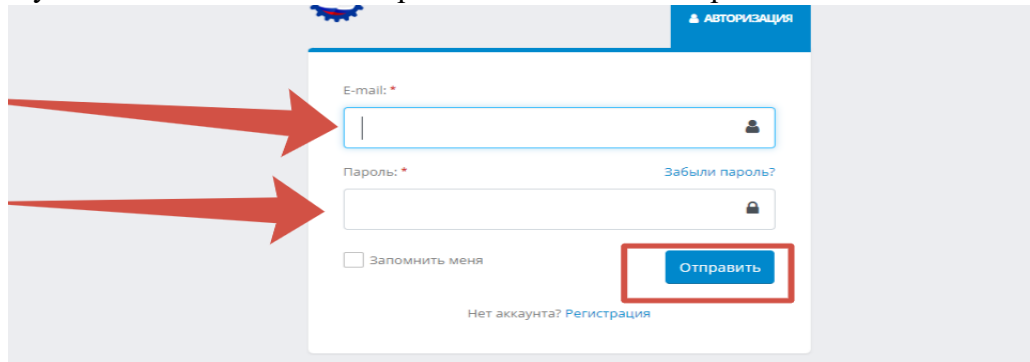 АВТОРИЗАЦИЯ
E-mail: *
Пароль: *
Забыли пароль?
Запомнить меня
Отправить
Нет аккаунта? Регистрация